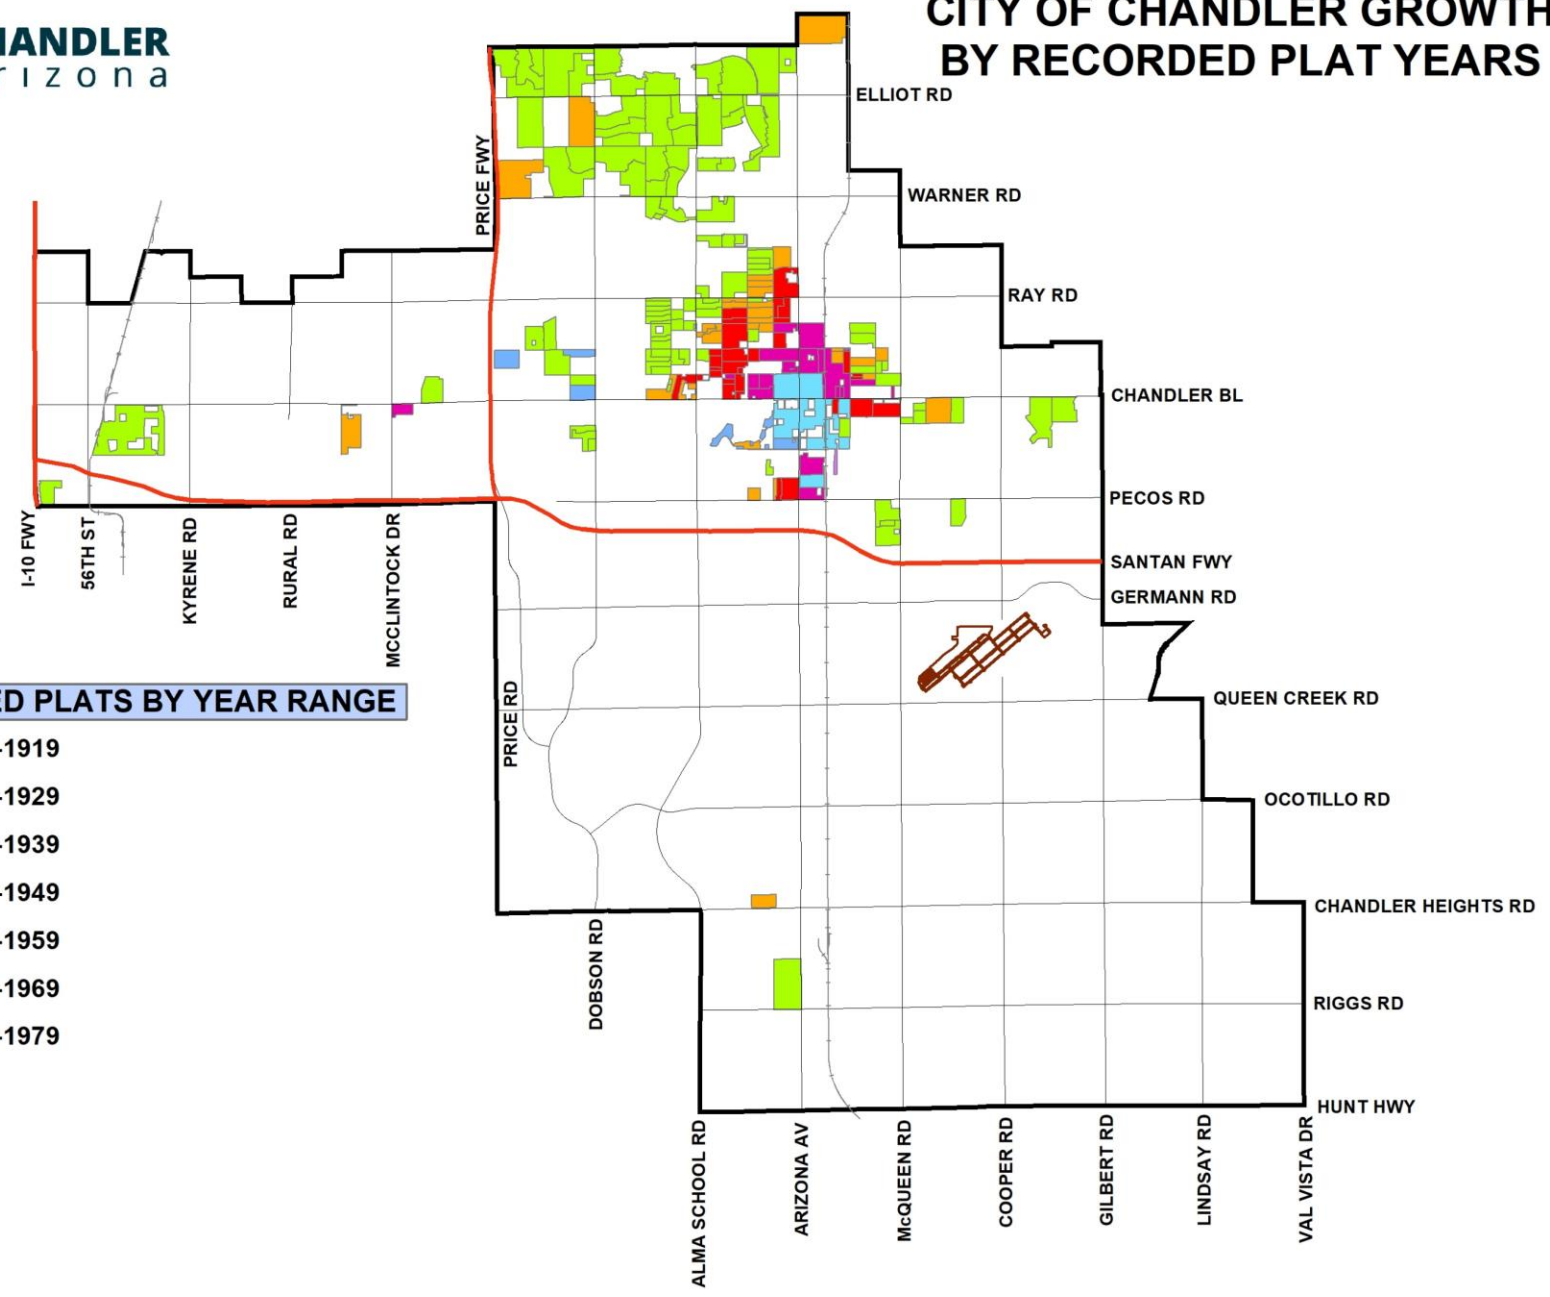 HANDLER
rizona
CITY OF CHANDLER GROWTH
BY RECORDED PLAT YEARS
ELLIOT RD
PRICE FWY
WARNER RD
RAY RD
CHANDLER BL
PECOS RD
I-10 FWY
56TH ST
KYRENE RD
RURAL RD
MCCLINTOCK DR
SANTAN FWY
GERMANN RD
ED PLATS BY YEAR RANGE
PRICE RD
QUEEN CREEK RD
-1919
-1929
OCOTILLO RD
-1939
-1949
CHANDLER HEIGHTS RD
-1959
DOBSON RD
-1969
RIGGS RD
-1979
HUNT HWY
ALMA SCHOOL RD
ARIZONA AV
McQUEEN RD
COOPER RD
GILBERT RD
LINDSAY RD
VAL VISTA DR